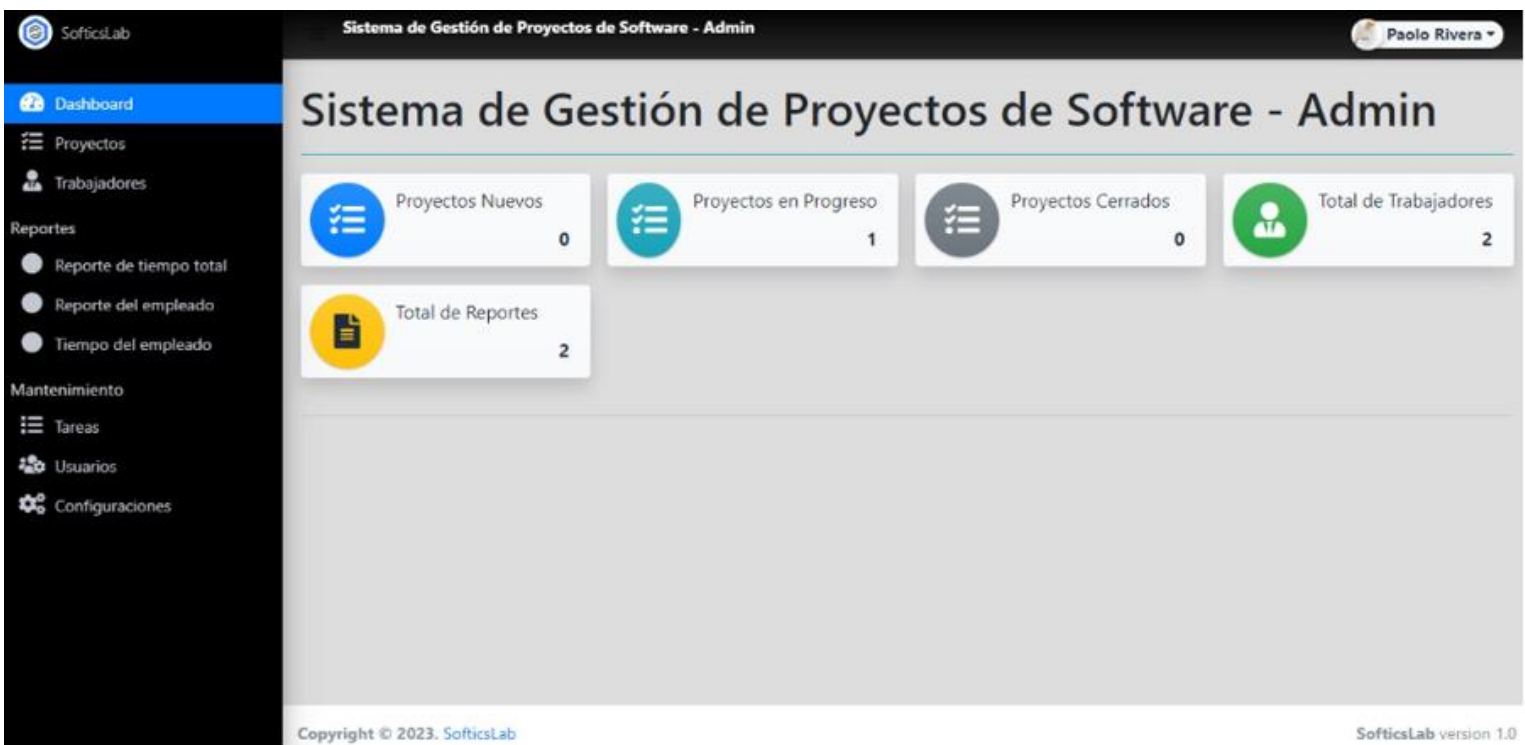 SofticsLab
Sistema de Gestión de Proyectos de Software - Admin
Paolo Rivera
Dashboard
Proyectos
Trabajadores
Reportes
Reporte de tiempo total
Reporte del empleado
Tiempo del empleado
Mantenimiento
Tareas
Usuarios
Configuraciones
Sistema de Gestión de Proyectos de Software - Admin
Proyectos Nuevos
0
Proyectos en Progreso
1
Proyectos Cerrados
0
Total de Trabajadores
2
Total de Reportes
2
Copyright © 2023. SofticsLab
SofticsLab version 1.0